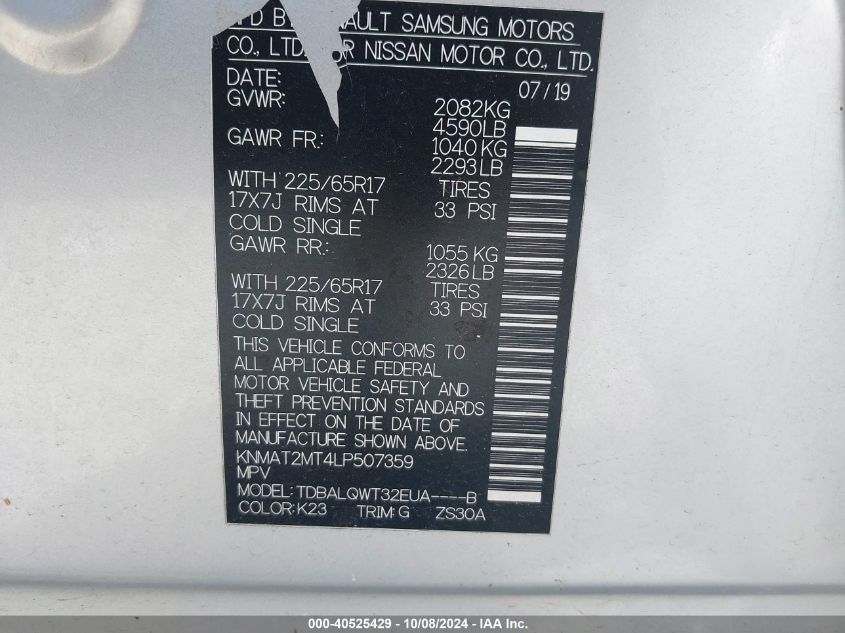 SAMSUNG MOTORS
CO., LTD. NISSAN MOTOR CO., LTD.
DATE: 07/19
GVWR: 2082KG
4590LB
GAWR FR.: 1040KG
2293LB
WITH 225/65R17 TIRES
17X7J RIMS AT 33 PSI
COLD SINGLE
GAWR RR.: 1055KG
2326LB
WITH 225/65R17 TIRES
17X7J RIMS AT 33 PSI
COLD SINGLE
THIS VEHICLE CONFORMS TO
ALL APPLICABLE FEDERAL
MOTOR VEHICLE SAFETY AND
THEFT PREVENTION STANDARDS
IN EFFECT ON THE DATE OF
MANUFACTURE SHOWN ABOVE.
KNMAT2MT4LP507359
MPV
MODEL: TDBALQWT32EUA----B
COLOR: K23 TRIM: G ZS30A
000-40525429 - 10/08/2024 - IAA Inc.